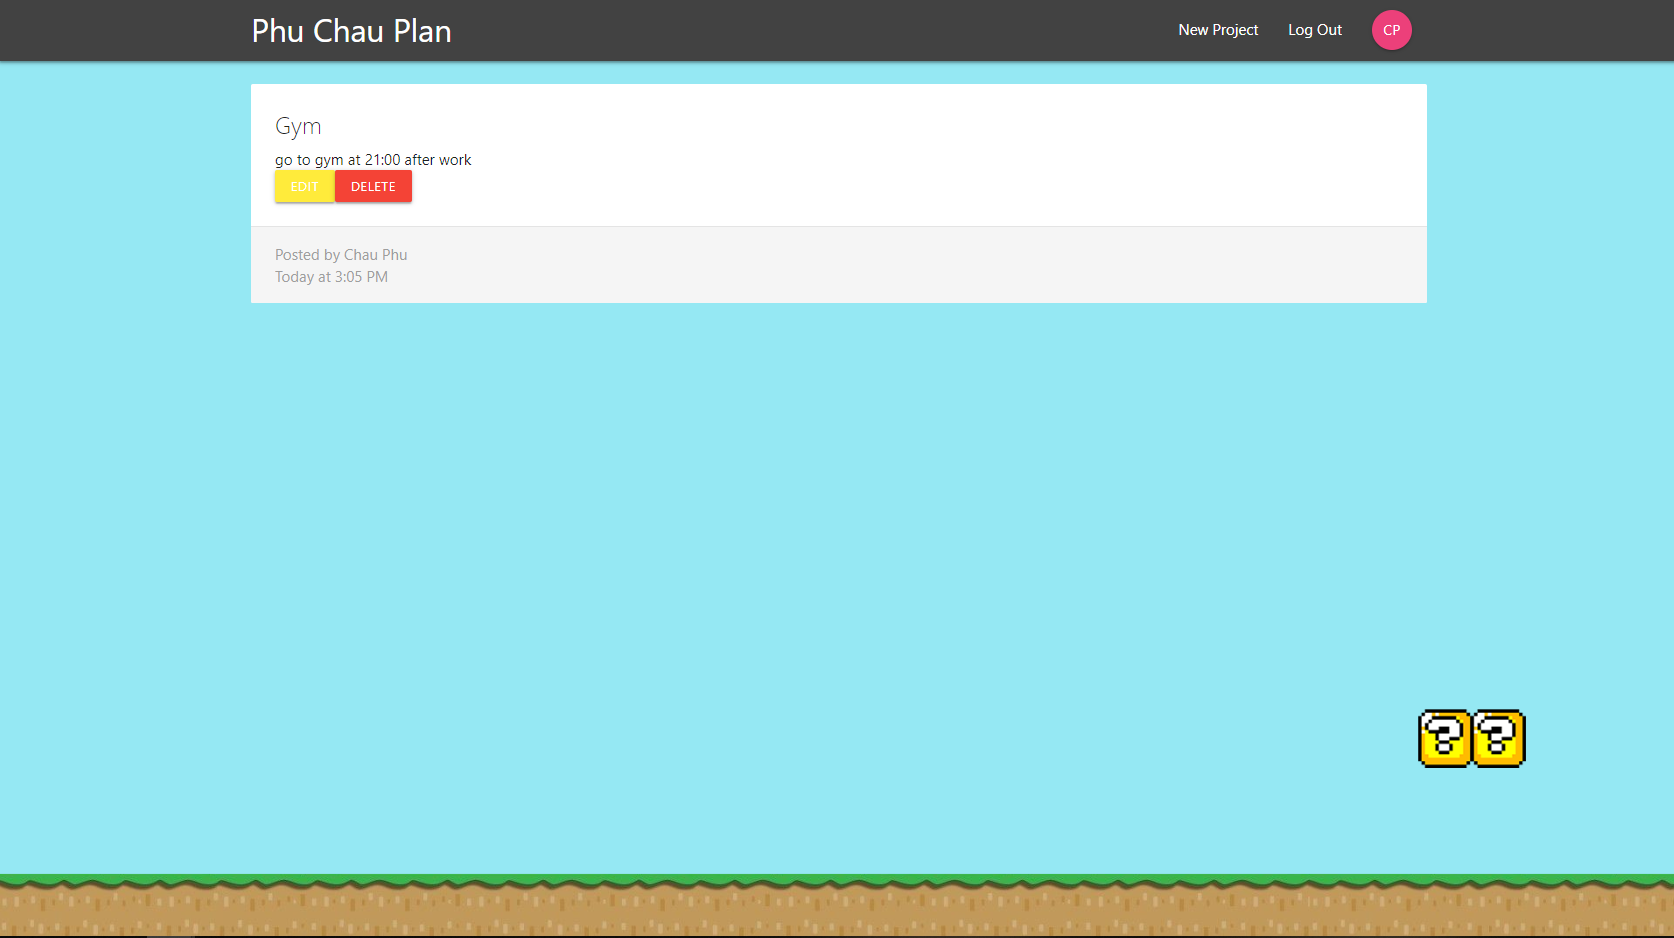 Phu Chau Plan
New Project
Log Out
CP
Gym
go to gym at 21:00 after work
EDIT
DELETE
Posted by Chau Phu
Today at 3:05 PM
? ?